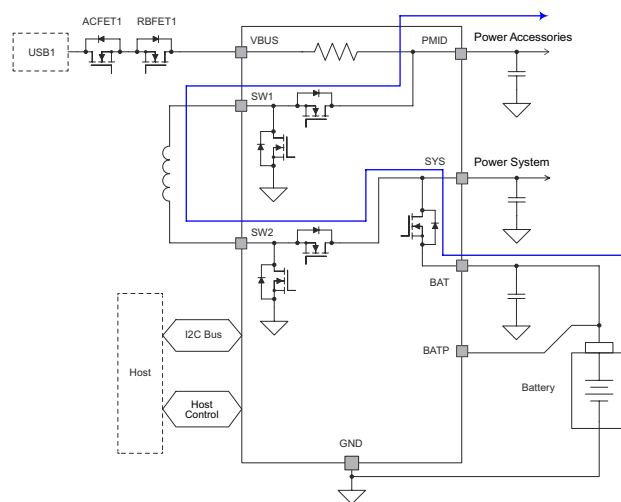 ACFET1 RBFET1
USB1
VBUS
PMID
Power Accessories
SW1
SYS
Power System
SW2
BAT
I2C Bus
Host
BATP
Battery
Host
Control
GND